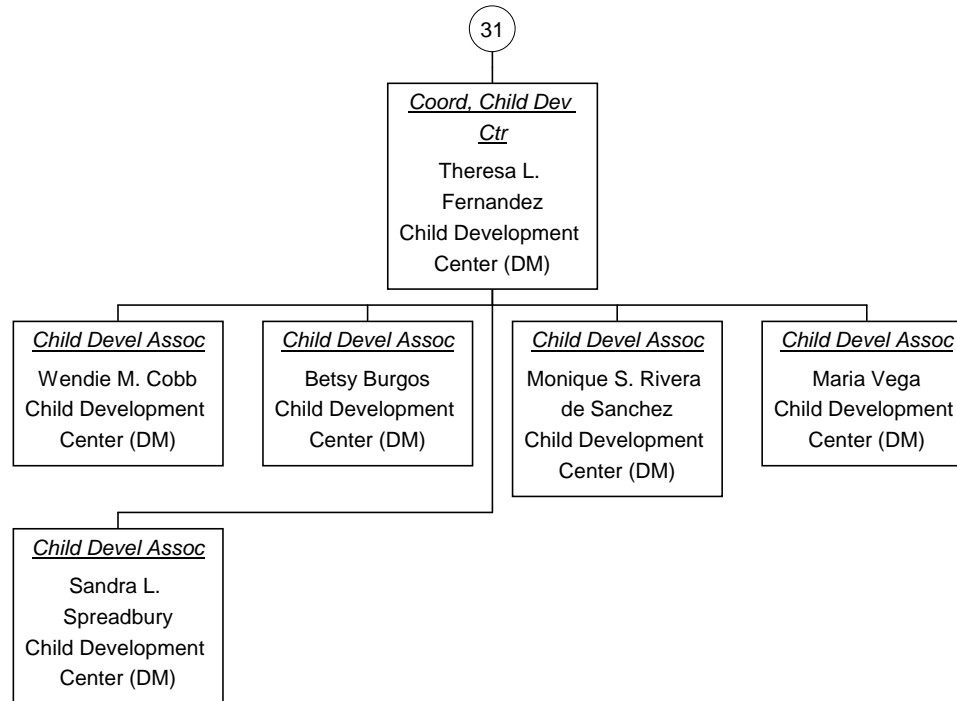 31
Coord, Child Dev
Ctr
Theresa L.
Fernandez
Child Development
Center (DM)
Child Devel Assoc
Wendie M. Cobb
Child Development
Center (DM)
Child Devel Assoc
Betsy Burgos
Child Development
Center (DM)
Child Devel Assoc
Monique S. Rivera
de Sanchez
Child Development
Center (DM)
Child Devel Assoc
Maria Vega
Child Development
Center (DM)
Child Devel Assoc
Sandra L.
Spreadbury
Child Development
Center (DM)